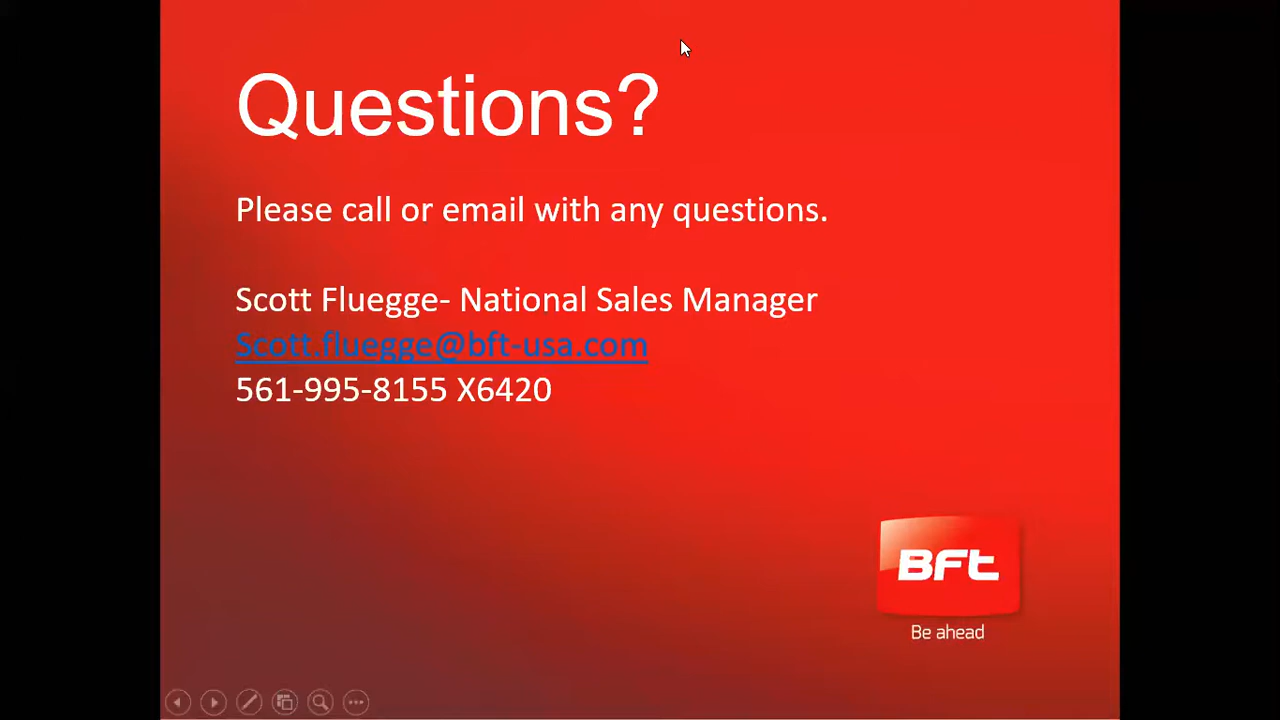 Questions?
Please call or email with any questions.
Scott Fluegge- National Sales Manager
Scott.fluegge@bft-usa.com
561-995-8155 X6420
BFt
Be ahead